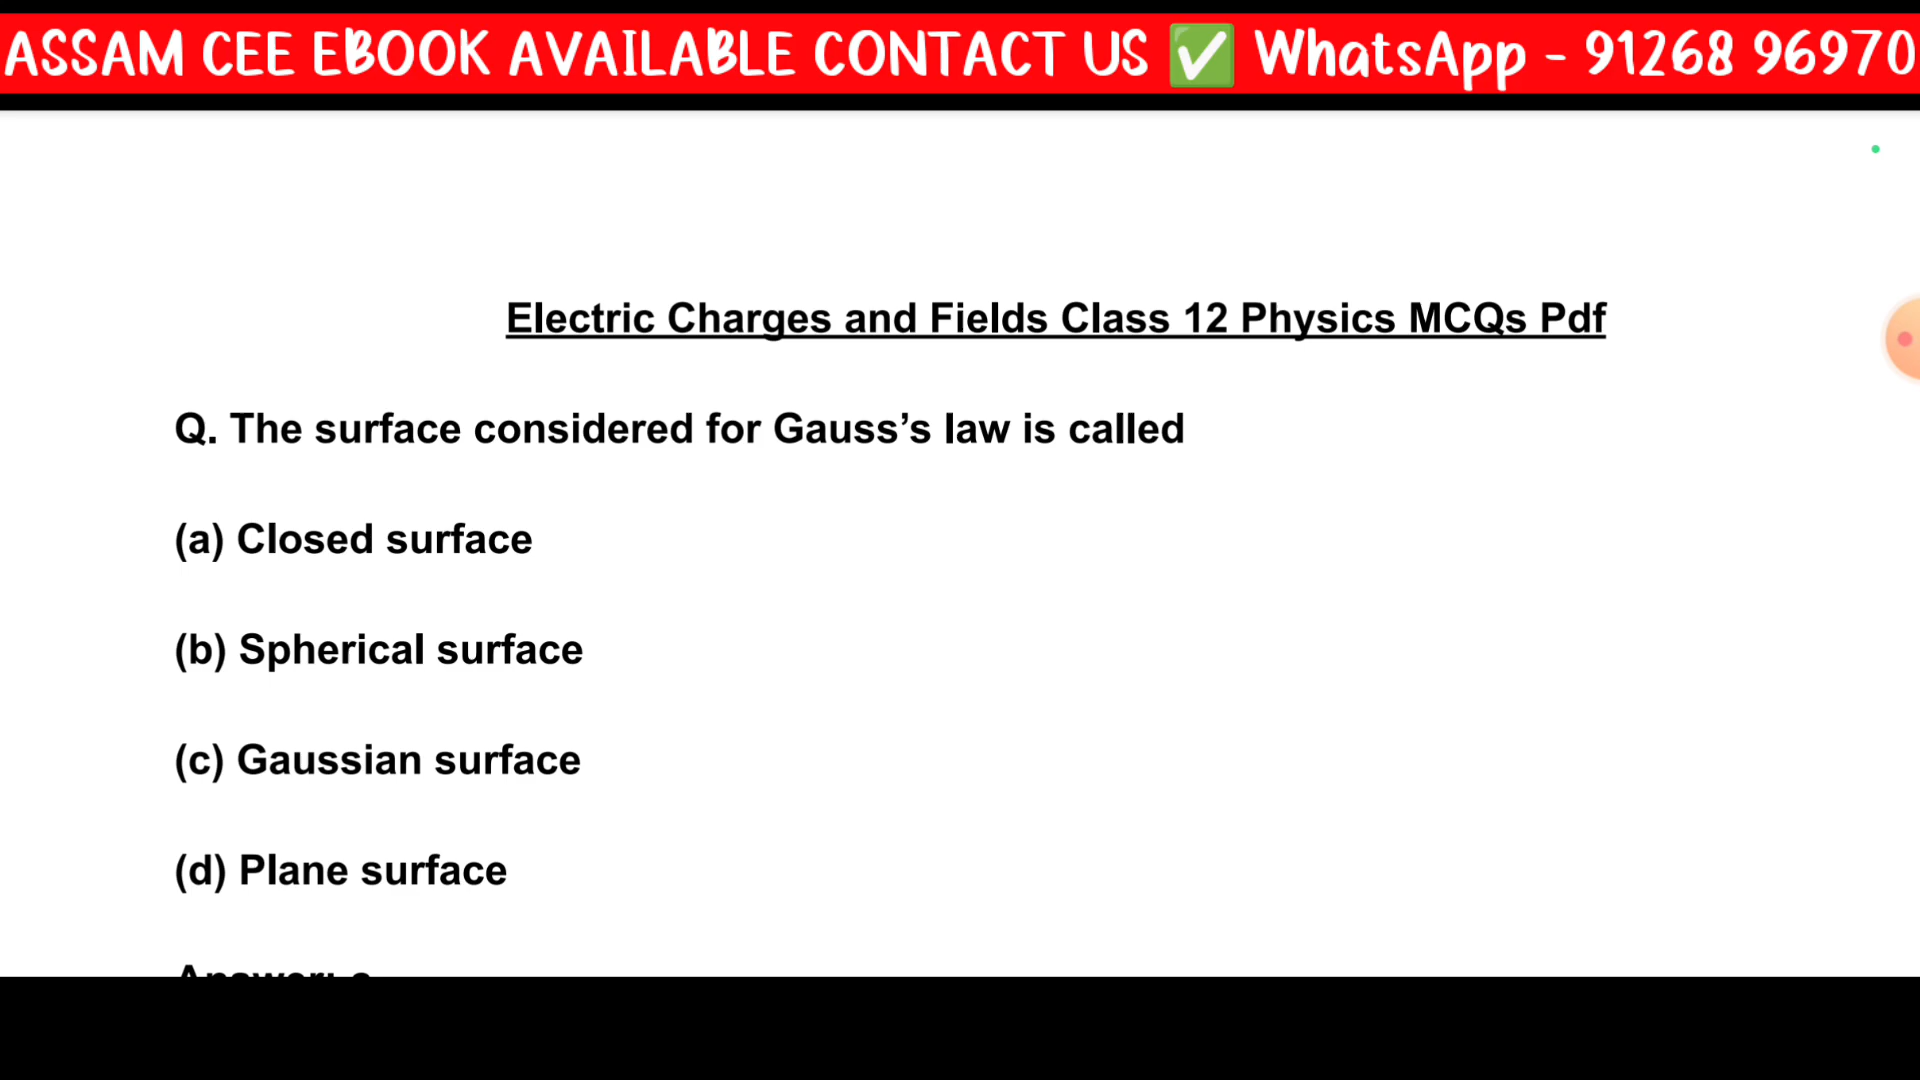 ASSAM CEE EBOOK AVAILABLE CONTACT US ✅ WhatsApp - 91268 96970
Electric Charges and Fields Class 12 Physics MCQs Pdf
Q. The surface considered for Gauss’s law is called
(a) Closed surface
(b) Spherical surface
(c) Gaussian surface
(d) Plane surface
Answer: